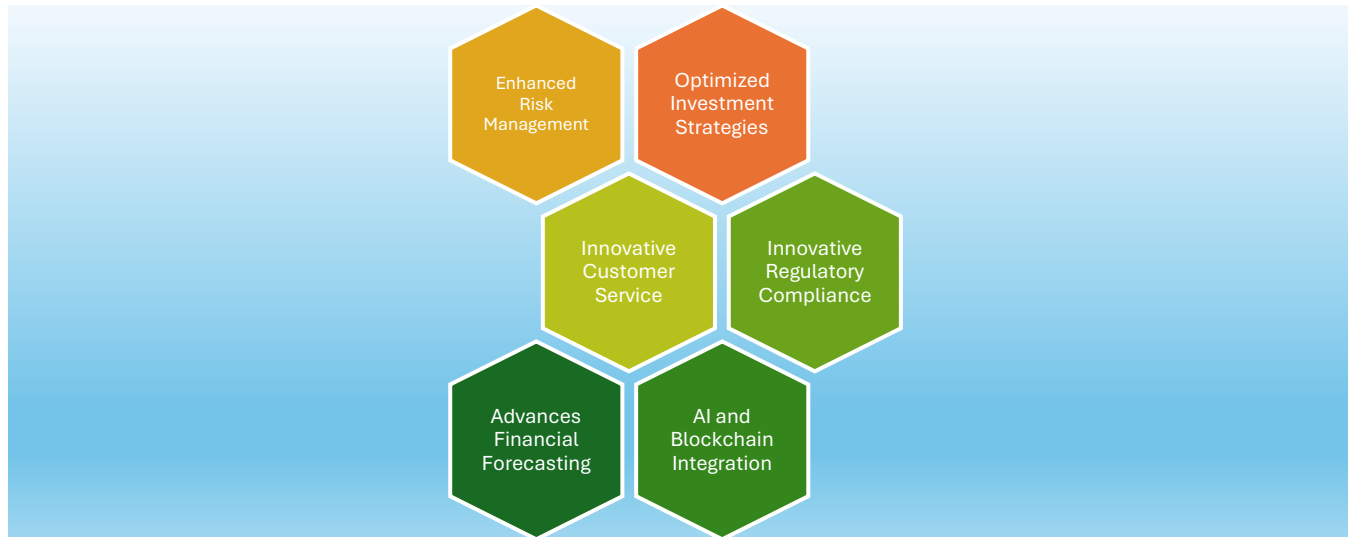 Enhanced
Risk
Management
Optimized
Investment
Strategies
Innovative
Customer
Service
Innovative
Regulatory
Compliance
Advances
Financial
Forecasting
AI and
Blockchain
Integration